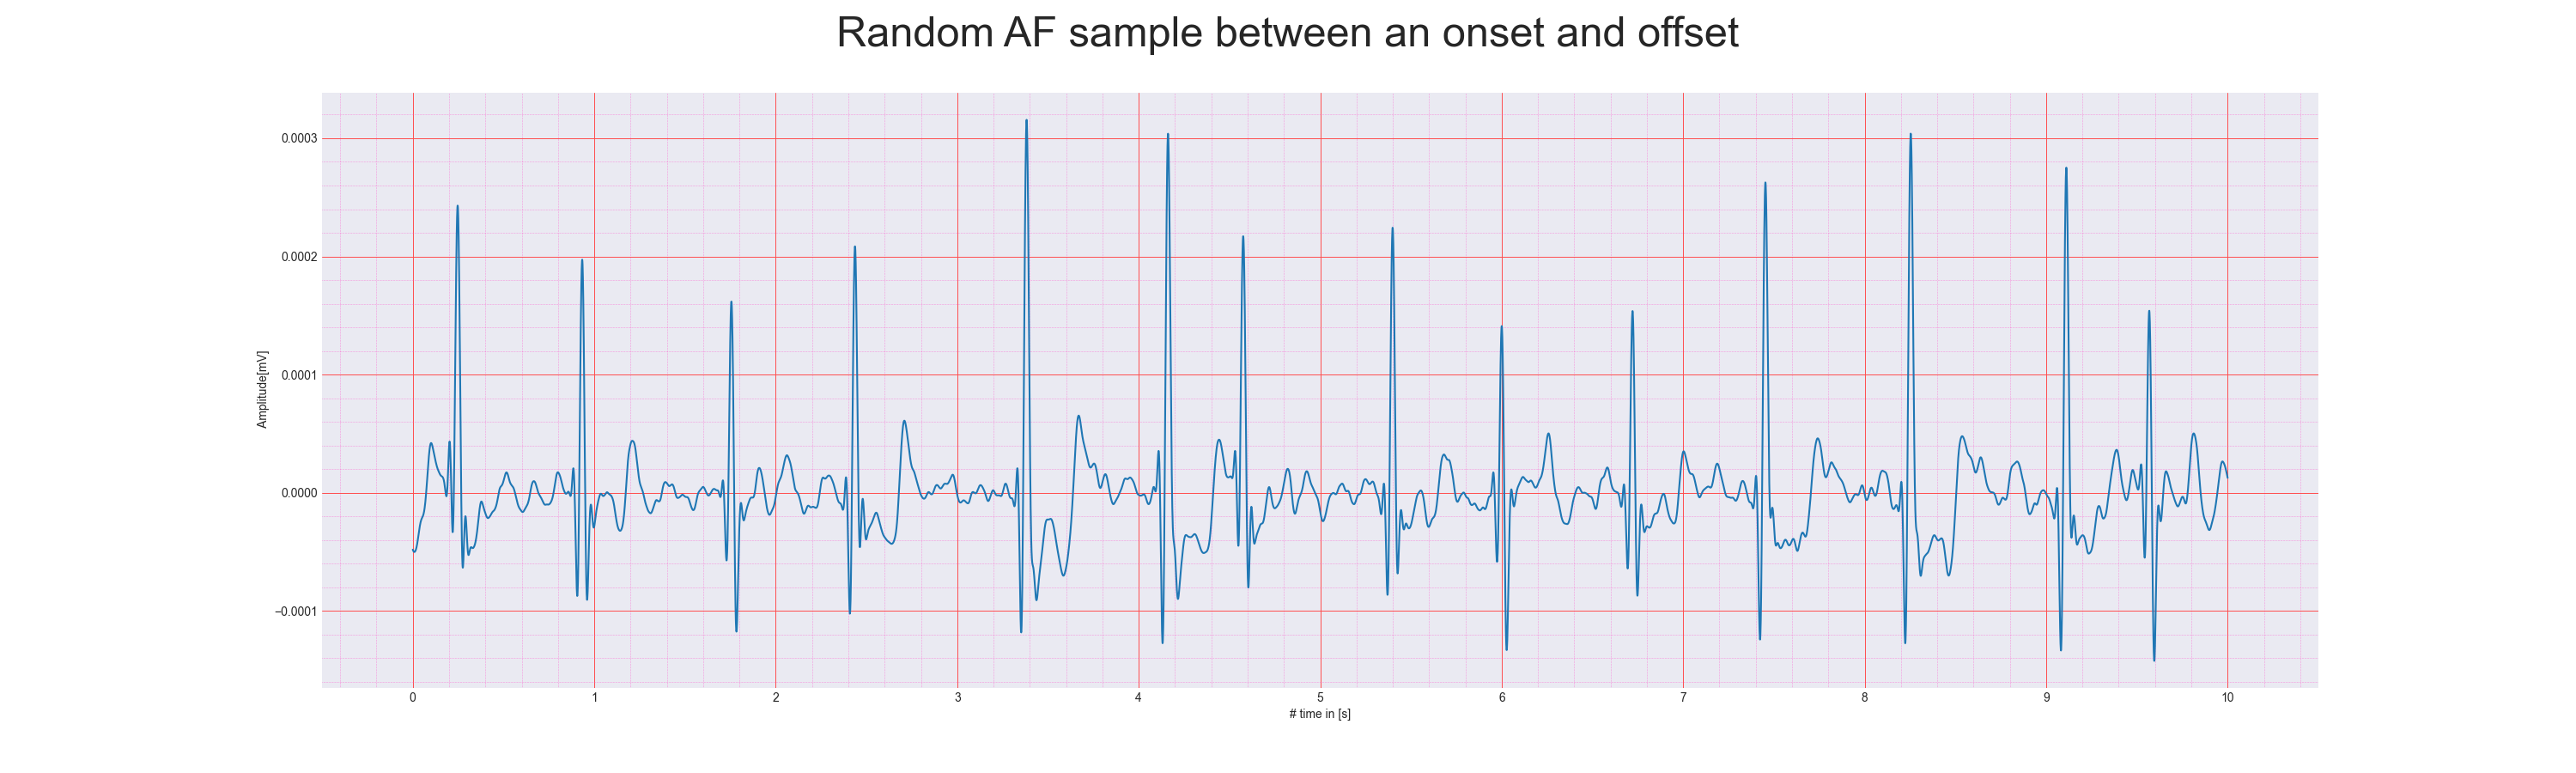 Random AF sample between an onset and offset
0.0003
0.0002
0.0001
0.0000
−0.0001
Amplitude[mV]
0 1 2 3 4 5 6 7 8 9 10
# time in [s]